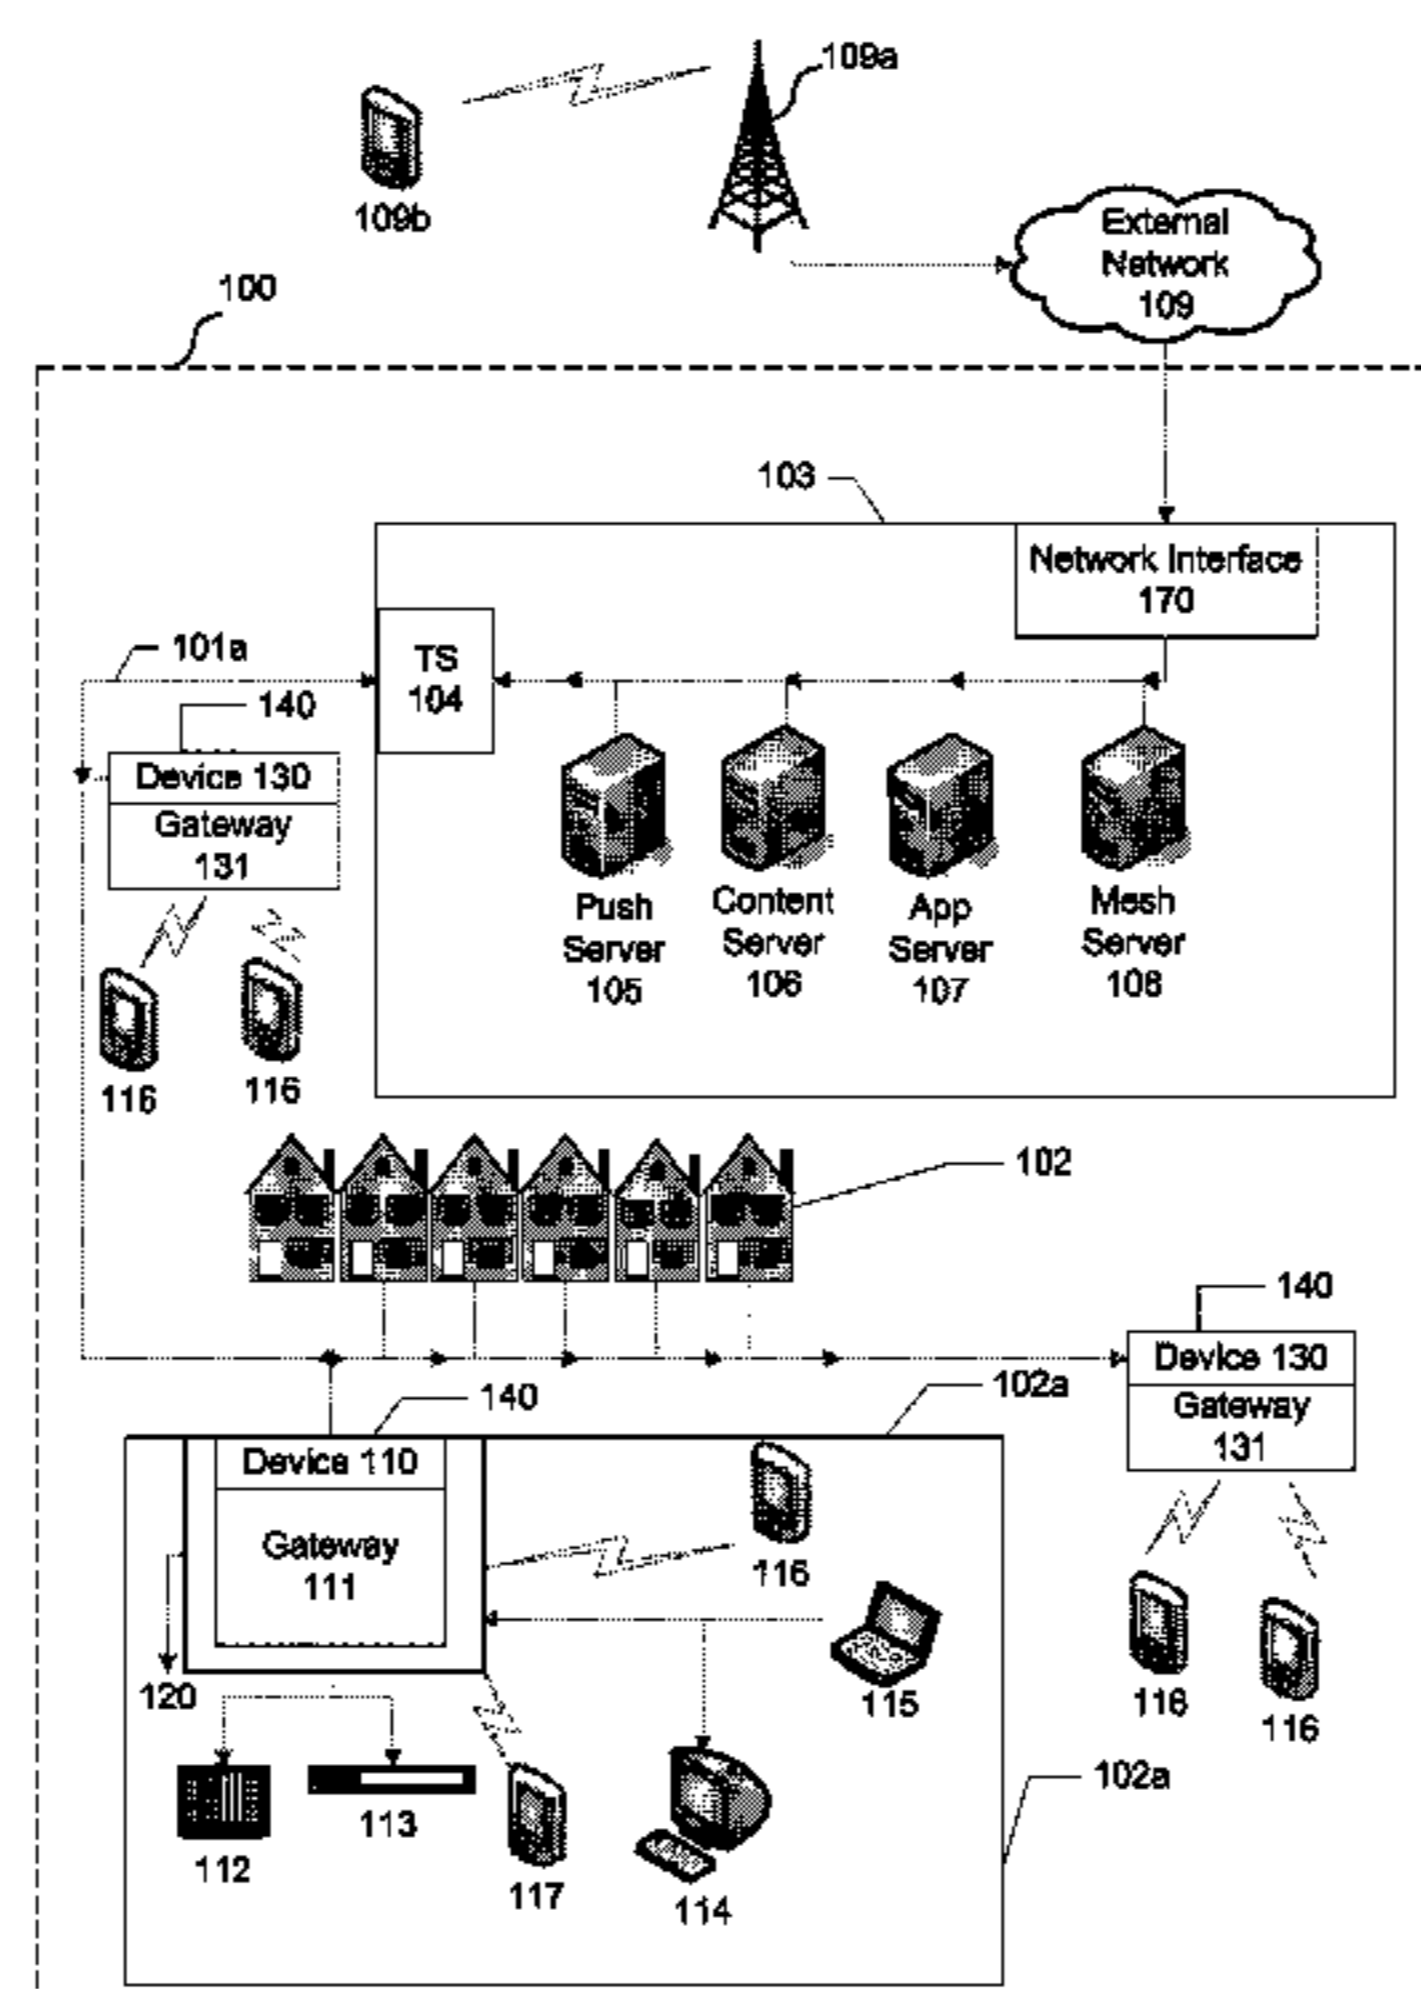 109a
109b
External
Network
109
100
103
Network Interface
170
101a
TS
104
140
Device 130
Gateway
131
Push
Server
105
Content
Server
106
App
Server
107
Mesh
Server
108
116
116
102
140
Device 130
Gateway
131
102a
140
Device 110
Gateway
111
116
120
115
116
116
112
113
117
114
102a